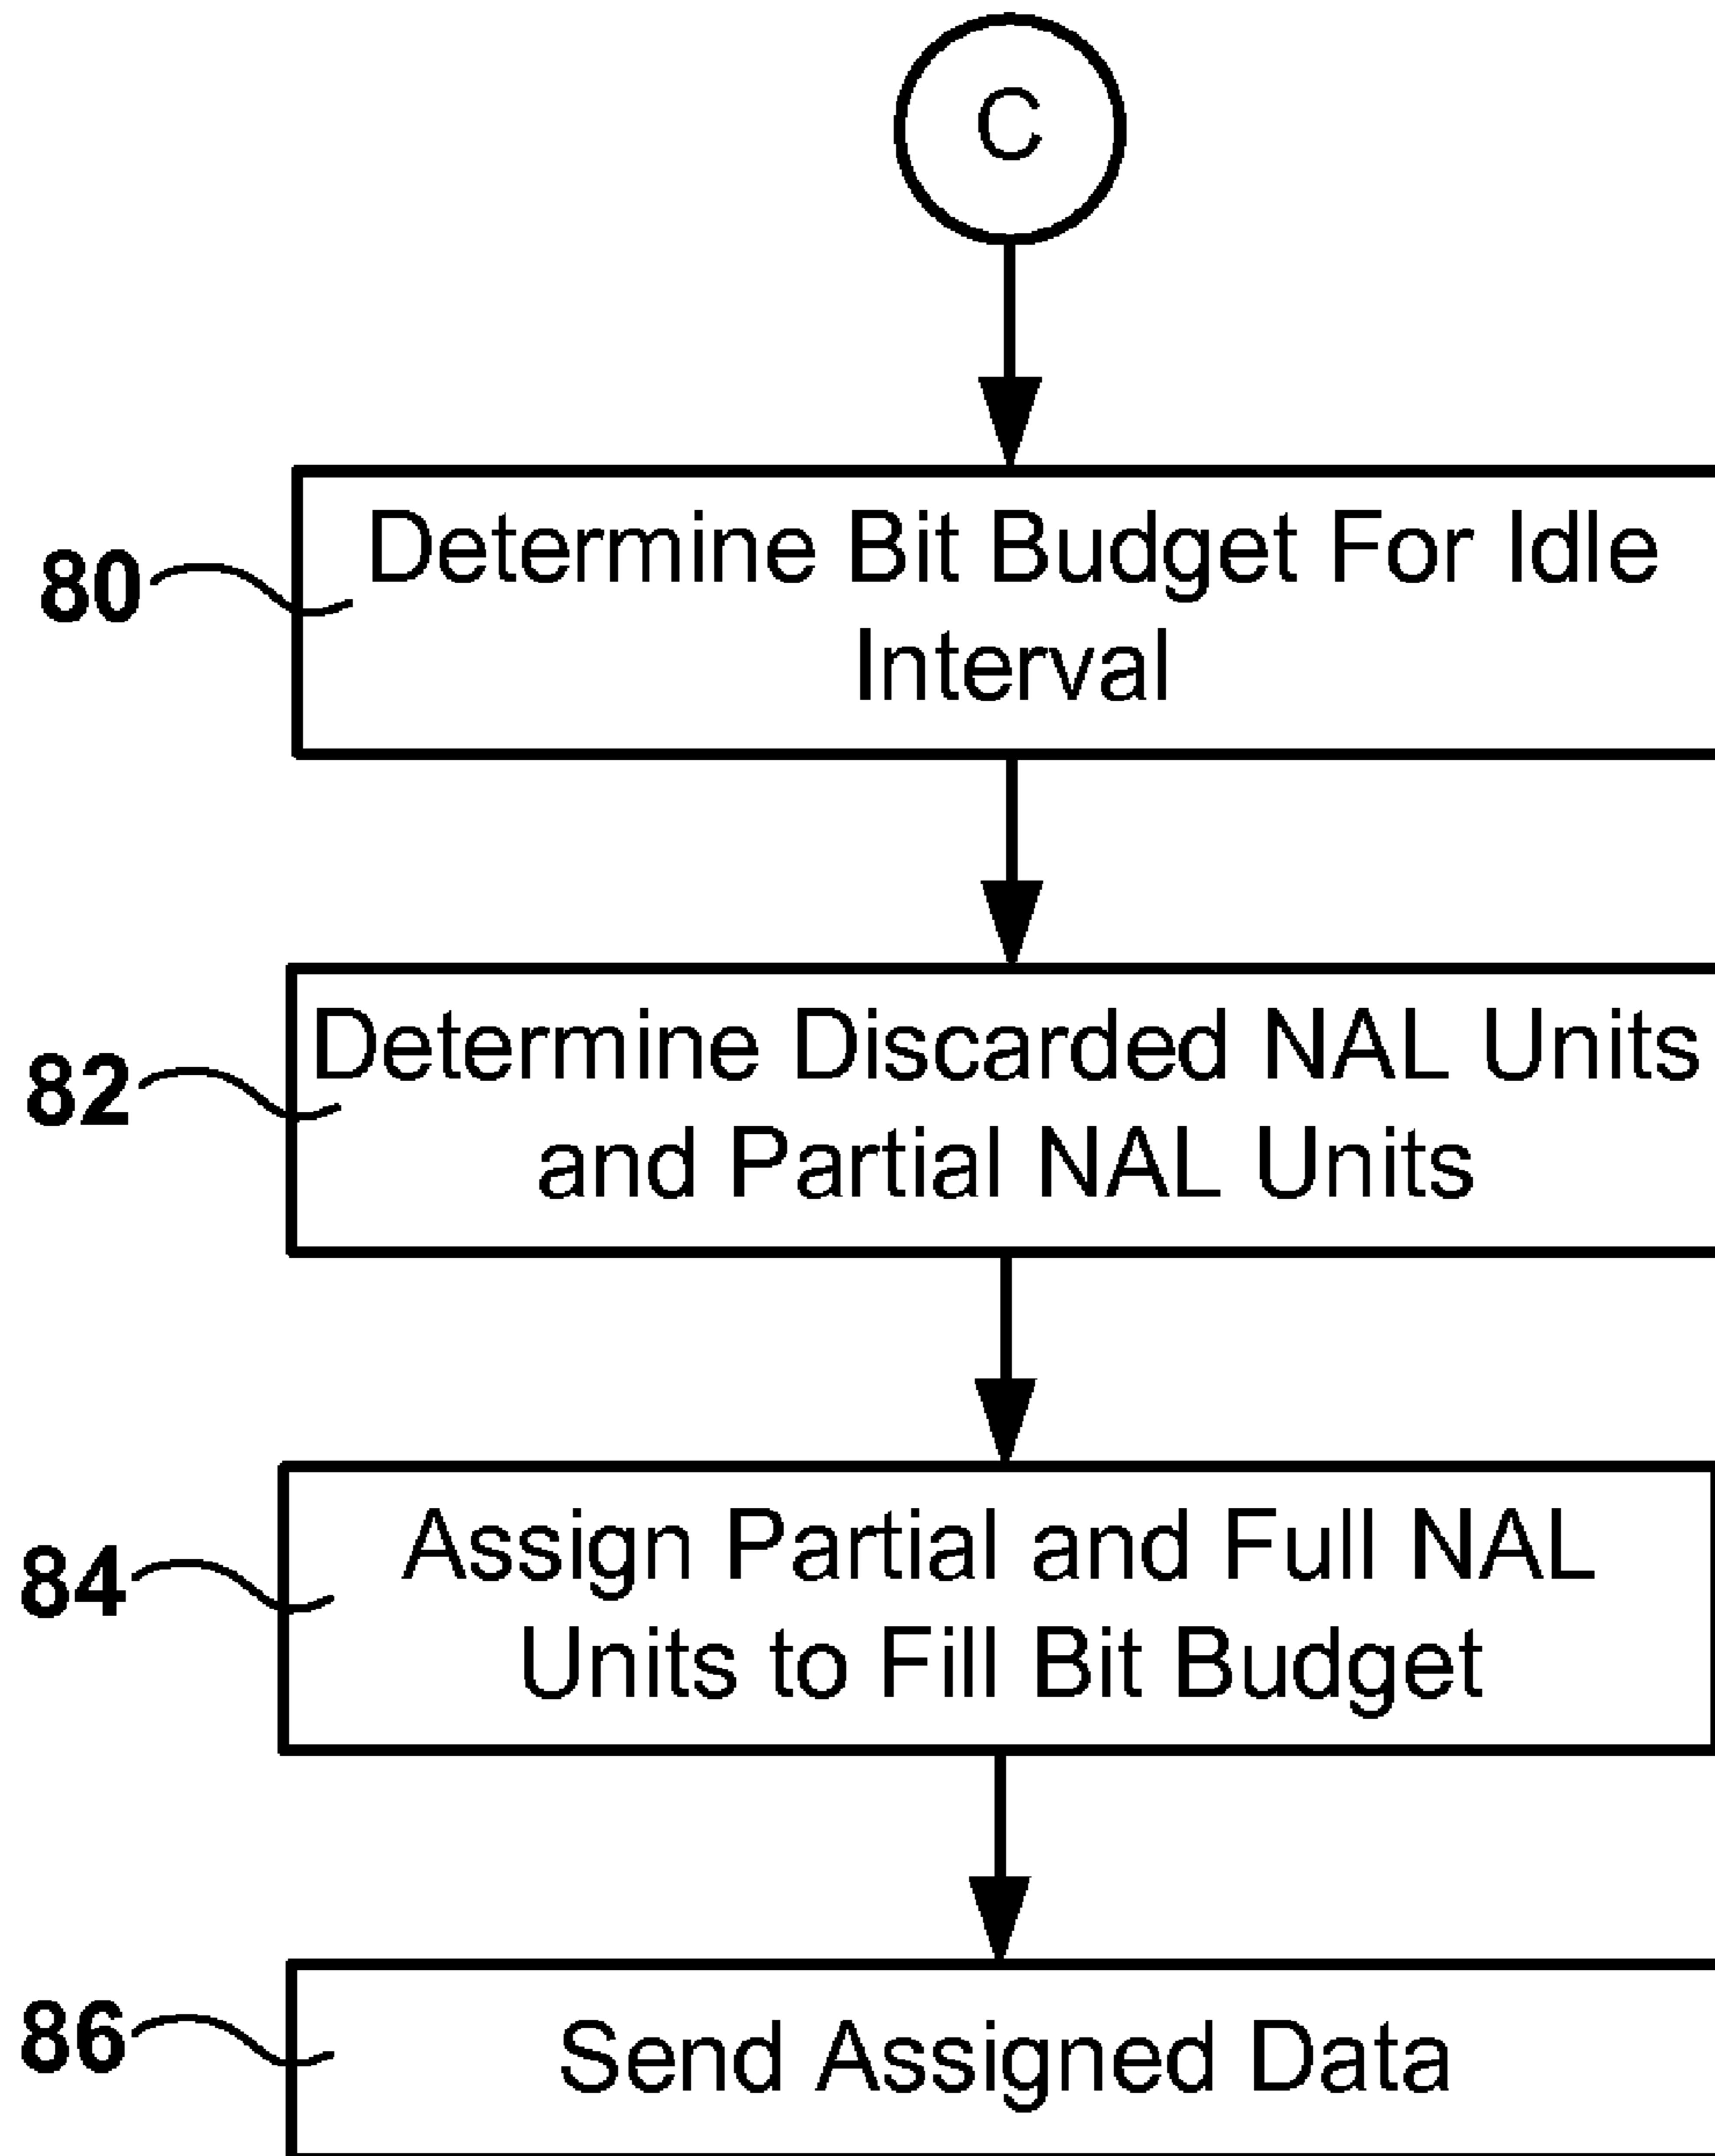 C
80
Determine Bit Budget For Idle
Interval
82
Determine Discarded NAL Units
and Partial NAL Units
84
Assign Partial and Full NAL
Units to Fill Bit Budget
86
Send Assigned Data